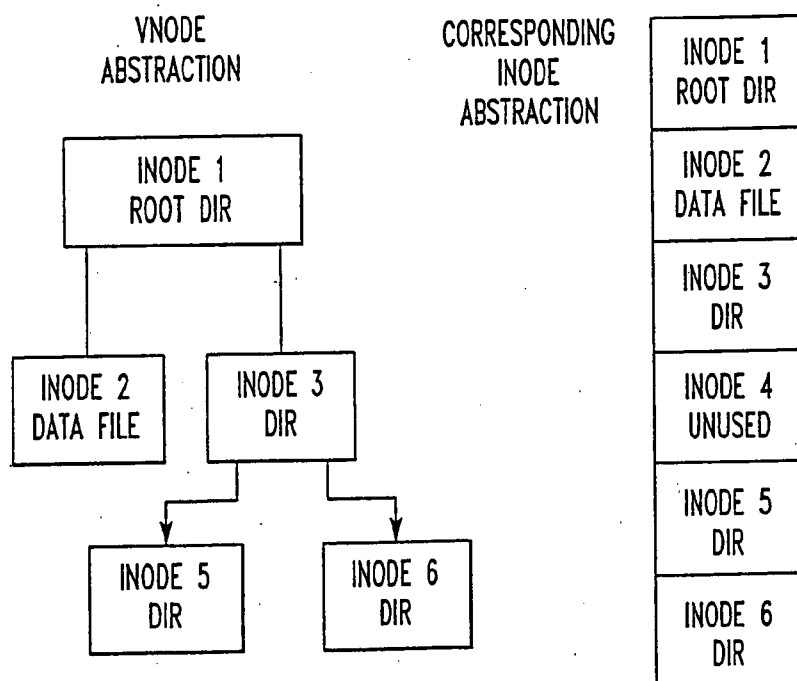 VNODE
ABSTRACTION
CORRESPONDING
INODE
ABSTRACTION
INODE 1
ROOT DIR
INODE 2
DATA FILE
INODE 3
DIR
INODE 5
DIR
INODE 6
DIR
INODE 1
ROOT DIR
INODE 2
DATA FILE
INODE 3
DIR
INODE 4
UNUSED
INODE 5
DIR
INODE 6
DIR